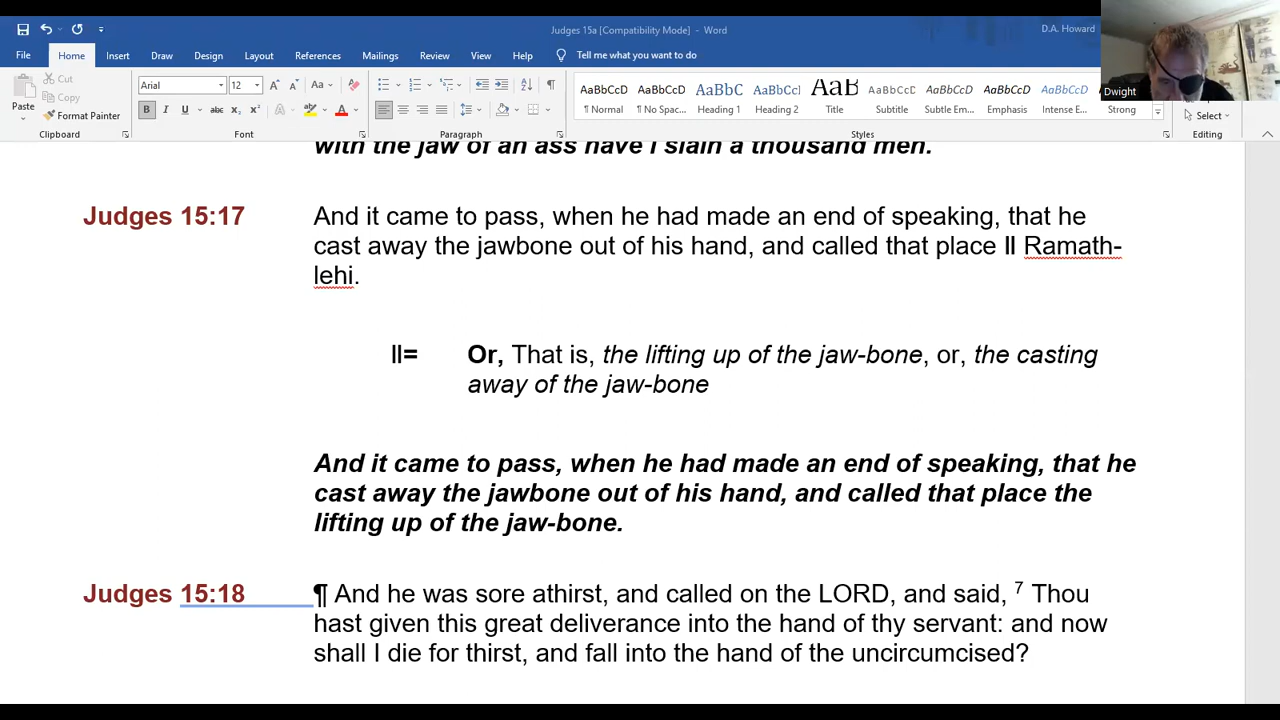 Judges 15a [Compatibility Mode] - Word
D.A. Howard
File Home Insert Draw Design Layout References Mailings Review View Help Tell me what you want to do
Dwight
Paste
Cut
Copy
Format Painter
Clipboard
Arial 12
Font
Paragraph
AaBbCcD AaBbCcD AaBbC AaBbCcD AaB AaBbCcD AaBbCcD AaBbCcD AaBbCcD
¶ Normal ¶ No Spac... Heading 1 Heading 2 Title Subtle Em... Emphasis Intense E... Strong
Styles
Select
Editing
with the jaw of an ass have I slain a thousand men.
Judges 15:17 And it came to pass, when he had made an end of speaking, that he
cast away the jawbone out of his hand, and called that place ǁ Ramath-
lehi.
ǁ= Or, That is, the lifting up of the jaw-bone, or, the casting
away of the jaw-bone
And it came to pass, when he had made an end of speaking, that he
cast away the jawbone out of his hand, and called that place the
lifting up of the jaw-bone.
Judges 15:18 ¶ And he was sore athirst, and called on the LORD, and said, 7 Thou
hast given this great deliverance into the hand of thy servant: and now
shall I die for thirst, and fall into the hand of the uncircumcised?